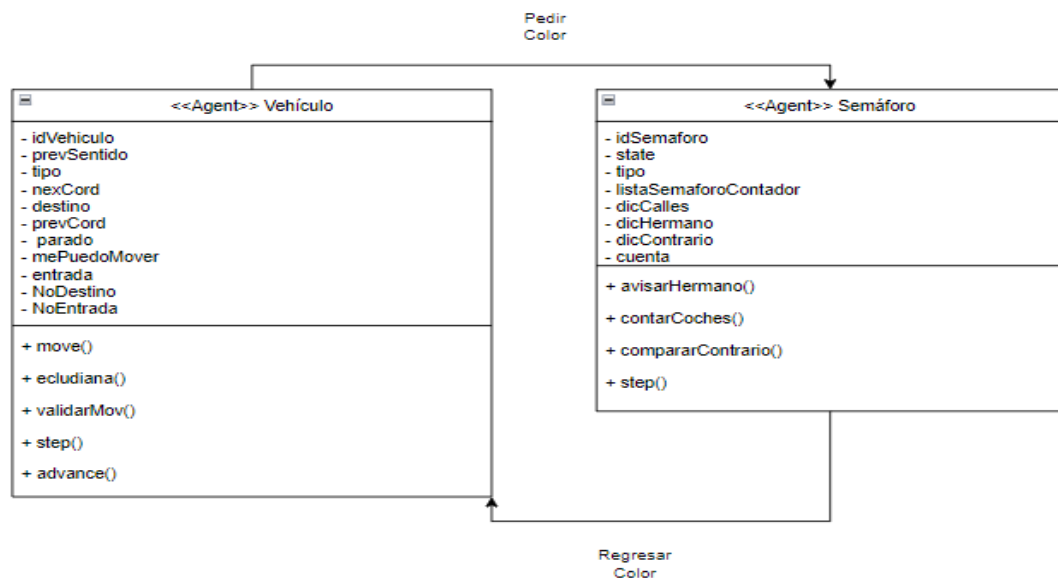 Pedir
Color
<<Agent>> Vehículo
- idVehiculo
- prevSentido
- tipo
- nexCord
- destino
- prevCord
- parado
- mePuedoMover
- entrada
- NoDestino
- NoEntrada
+ move()
+ ecludiana()
+ validarMov()
+ step()
+ advance()
<<Agent>> Semáforo
- idSemaforo
- state
- tipo
- listaSemaforoContador
- dicCalles
- dicHermano
- dicContrario
- cuenta
+ avisarHermano()
+ contarCoches()
+ compararContrario()
+ step()
Regresar
Color